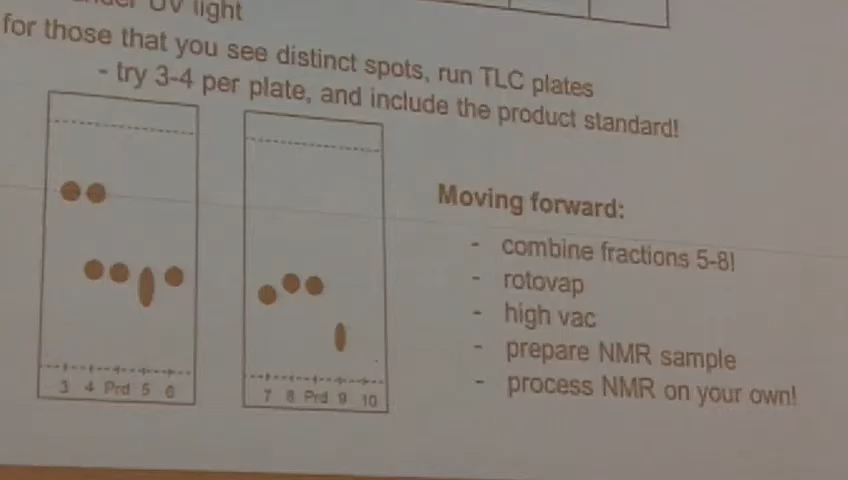 UV light
for those that you see distinct spots, run TLC plates
- try 3-4 per plate, and include the product standard!
Moving forward:
- combine fractions 5-8!
- rotovap
- high vac
- prepare NMR sample
- process NMR on your own!
3 4 Prd 5 6
7 8 Prd 9 10